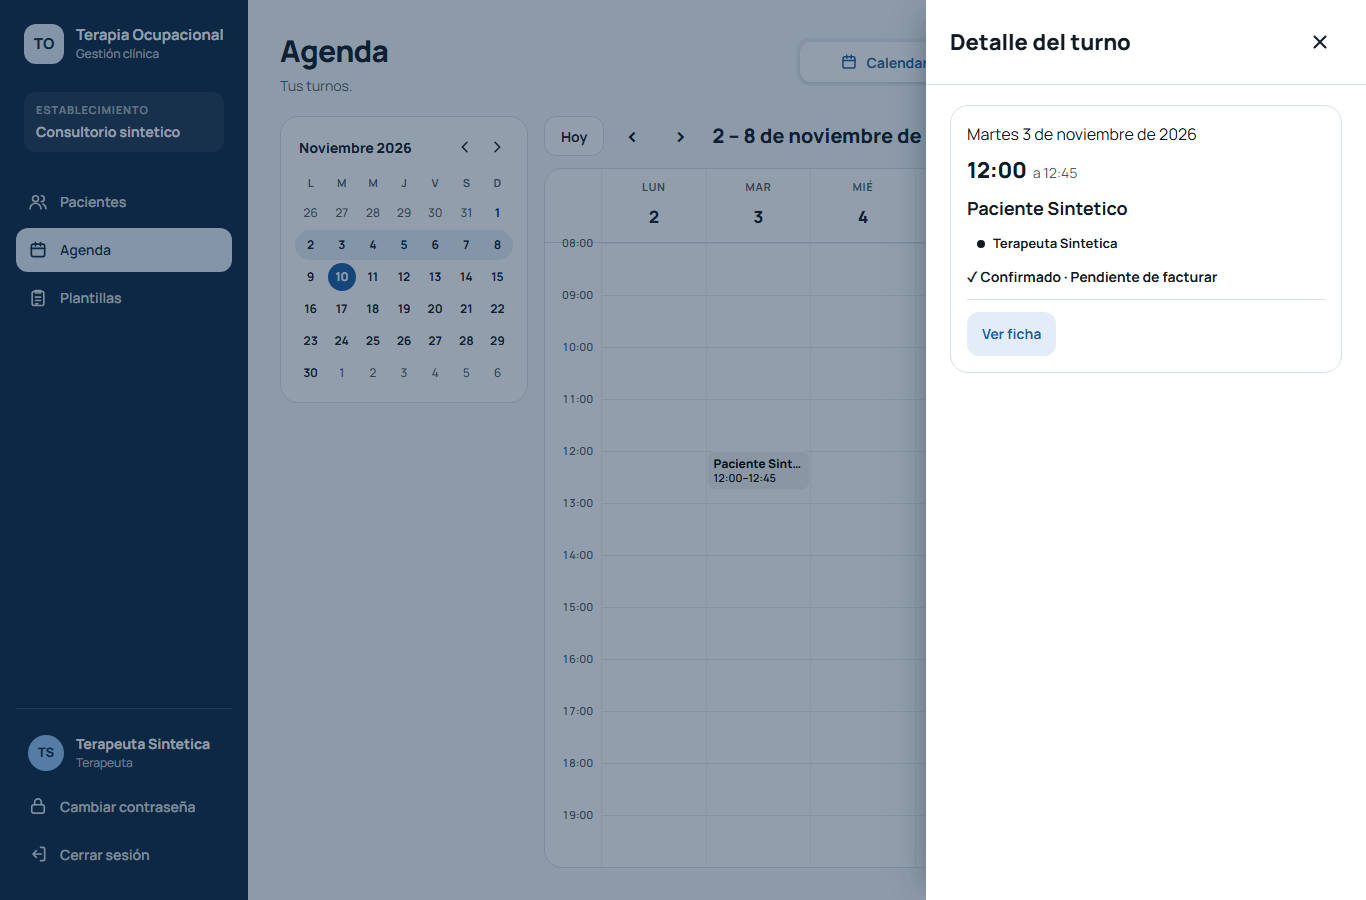 TO
Terapia Ocupacional
Gestión clínica
ESTABLECIMIENTO
Consultorio sintetico
Pacientes
Agenda
Plantillas
TS
Terapeuta Sintetica
Terapeuta
Cambiar contraseña
Cerrar sesión
Agenda
Tus turnos.
Calendar
Noviembre 2026
L M M J V S D
26 27 28 29 30 31 1
2 3 4 5 6 7 8
9 10 11 12 13 14 15
16 17 18 19 20 21 22
23 24 25 26 27 28 29
30 1 2 3 4 5 6
Hoy
2 – 8 de noviembre de
LUN MAR MIÉ
2 3 4
08:00
09:00
10:00
11:00
12:00
Paciente Sint...
12:00–12:45
13:00
14:00
15:00
16:00
17:00
18:00
19:00
Detalle del turno
Martes 3 de noviembre de 2026
12:00 a 12:45
Paciente Sintetico
Terapeuta Sintetica
✓ Confirmado · Pendiente de facturar
Ver ficha